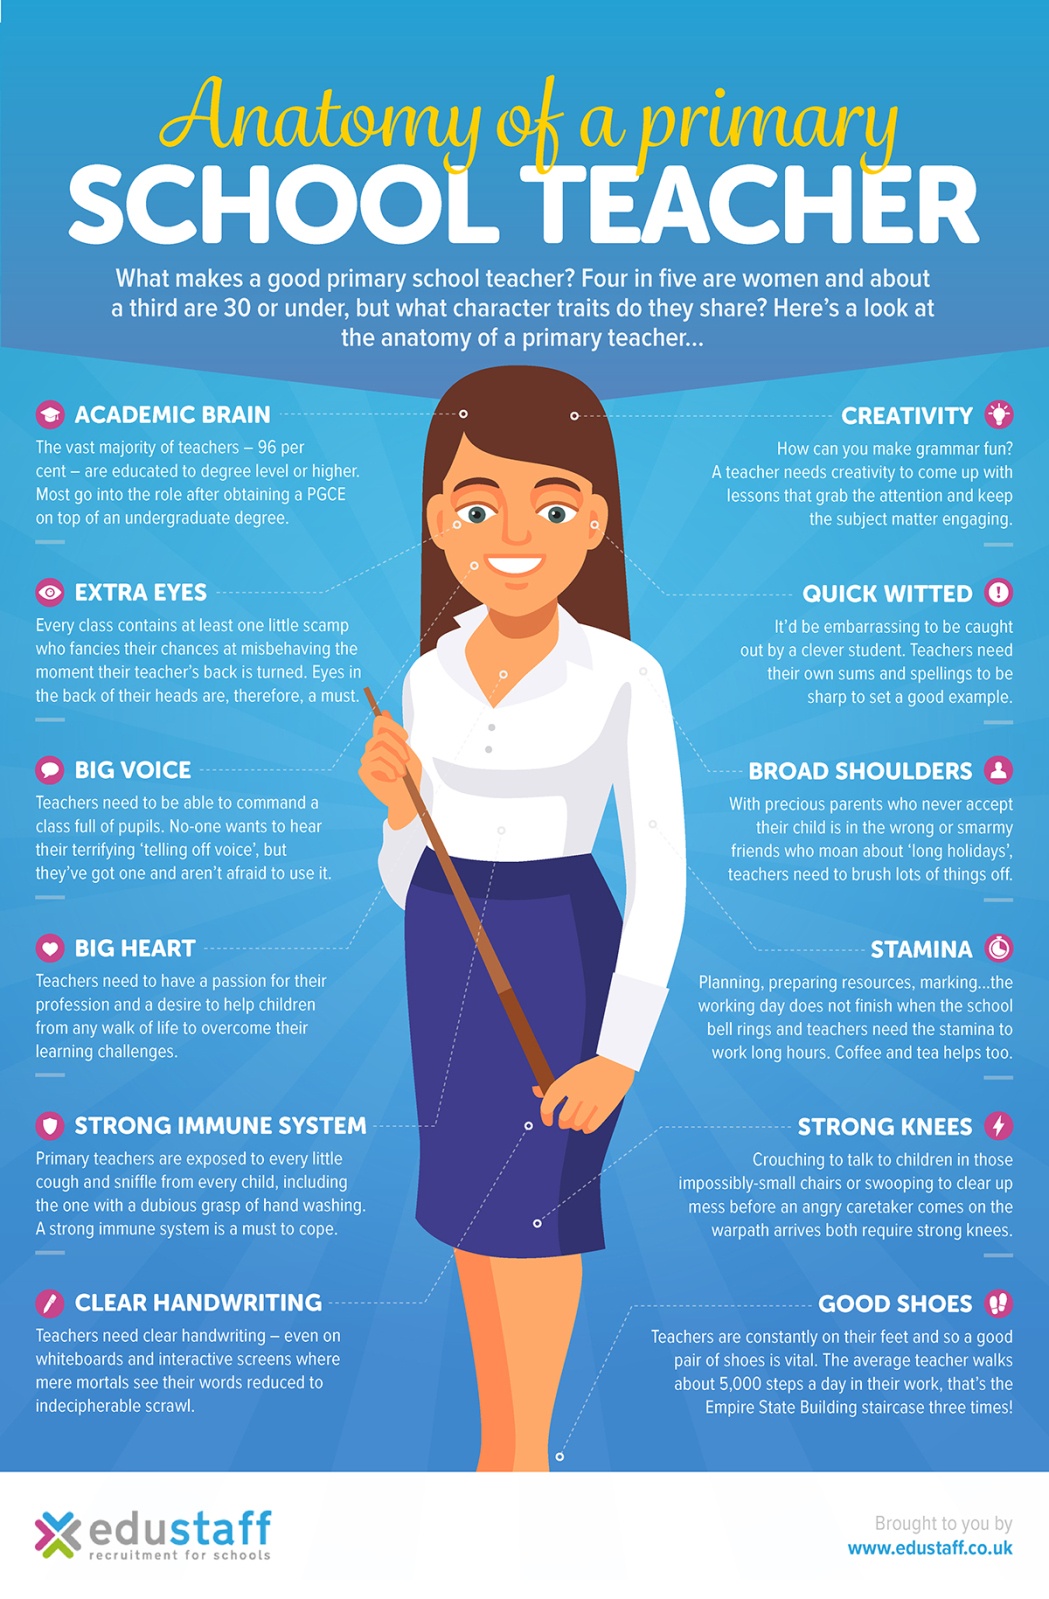 Anatomy of a primary
SCHOOL TEACHER
What makes a good primary school teacher? Four in five are women and about
a third are 30 or under, but what character traits do they share? Here's a look at
the anatomy of a primary teacher...
ACADEMIC BRAIN
The vast majority of teachers – 96 per
cent – are educated to degree level or higher.
Most go into the role after obtaining a PGCE
on top of an undergraduate degree.
EXTRA EYES
Every class contains at least one little scamp
who fancies their chances at misbehaving the
moment their teacher's back is turned. Eyes in
the back of their heads are, therefore, a must.
BIG VOICE
Teachers need to be able to command a
class full of pupils. No-one wants to hear
their terrifying 'telling off voice', but
they've got one and aren't afraid to use it.
BIG HEART
Teachers need to have a passion for their
profession and a desire to help children
from any walk of life to overcome their
learning challenges.
STRONG IMMUNE SYSTEM
Primary teachers are exposed to every little
cough and sniffle from every child, including
the one with a dubious grasp of hand washing.
A strong immune system is a must to cope.
CLEAR HANDWRITING
Teachers need clear handwriting – even on
whiteboards and interactive screens where
mere mortals see their words reduced to
indecipherable scrawl.
CREATIVITY
How can you make grammar fun?
A teacher needs creativity to come up with
lessons that grab the attention and keep
the subject matter engaging.
QUICK WITTED
It'd be embarrassing to be caught
out by a clever student. Teachers need
their own sums and spellings to be
sharp to set a good example.
BROAD SHOULDERS
With precious parents who never accept
their child is in the wrong or smarmy
friends who moan about 'long holidays',
teachers need to brush lots of things off.
STAMINA
Planning, preparing resources, marking...the
working day does not finish when the school
bell rings and teachers need the stamina to
work long hours. Coffee and tea helps too.
STRONG KNEES
Crouching to talk to children in those
impossibly-small chairs or swooping to clear up
mess before an angry caretaker comes on the
warpath arrives both require strong knees.
GOOD SHOES
Teachers are constantly on their feet and so a good
pair of shoes is vital. The average teacher walks
about 5,000 steps a day in their work, that's the
Empire State Building staircase three times!
edustaff
recruitment for schools
Brought to you by
www.edustaff.co.uk